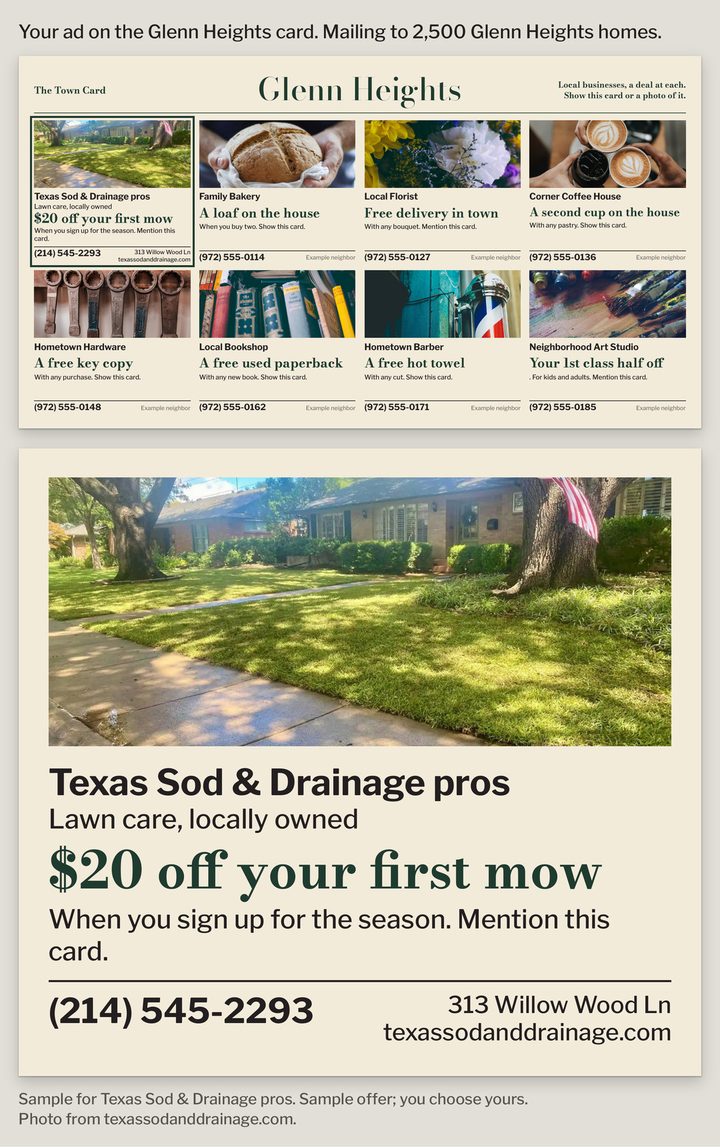 Your ad on the Glenn Heights card. Mailing to 2,500 Glenn Heights homes.
The Town Card
Glenn Heights
Local businesses, a deal at each.
Show this card or a photo of it.
Texas Sod & Drainage pros
Lawn care, locally owned
$20 off your first mow
When you sign up for the season. Mention this
card.
(214) 545-2293
313 Willow Wood Ln
texassodanddrainage.com
Family Bakery
A loaf on the house
When you buy two. Show this card.
(972) 555-0114
Example neighbor
Local Florist
Free delivery in town
With any bouquet. Mention this card.
(972) 555-0127
Example neighbor
Corner Coffee House
A second cup on the house
With any pastry. Show this card.
(972) 555-0136
Example neighbor
Hometown Hardware
A free key copy
With any purchase. Show this card.
(972) 555-0148
Example neighbor
Local Bookshop
A free used paperback
With any new book. Show this card.
(972) 555-0162
Example neighbor
Hometown Barber
A free hot towel
With any cut. Show this card.
(972) 555-0171
Example neighbor
Neighborhood Art Studio
Your 1st class half off
. For kids and adults. Mention this card.
(972) 555-0185
Example neighbor
Texas Sod & Drainage pros
Lawn care, locally owned
$20 off your first mow
When you sign up for the season. Mention this
card.
(214) 545-2293
313 Willow Wood Ln
texassodanddrainage.com
Sample for Texas Sod & Drainage pros. Sample offer; you choose yours.
Photo from texassodanddrainage.com.